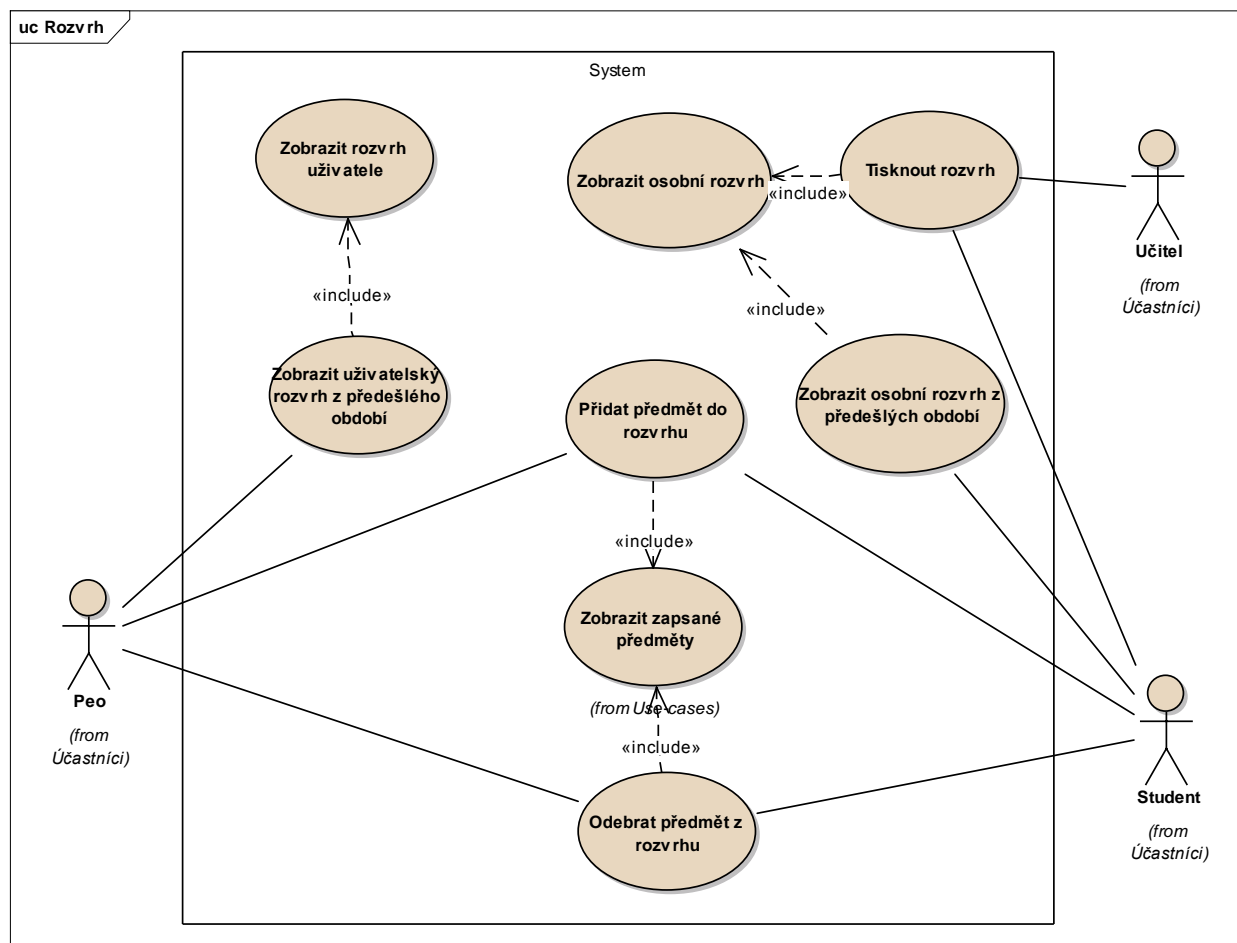 uc Rozvrh
System
Zobrazit rozvrh
uživatele
Zobrazit osobní rozvrh
Tisknout rozvrh
«include»
Učitel
(from
Účastníci)
«include»
«include»
Zobrazit uživatelský
rozvrh z předešlého
období
Přidat předmět do
rozvrhu
Zobrazit osobní rozvrh z
předešlých období
«include»
Zobrazit zapsané
předměty
(from Use-cases)
«include»
Peo
(from
Účastníci)
Student
(from
Účastníci)
Odebrat předmět z
rozvrhu